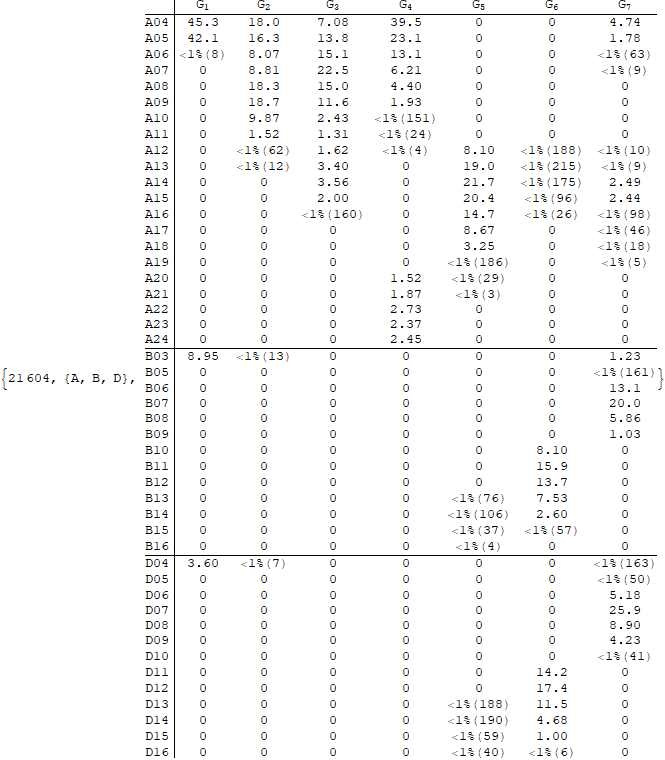 G₁ G₂ G₃ G₄ G₅ G₆ G₇
A04 45.3 18.0 7.08 39.5 0 0 4.74
A05 42.1 16.3 13.8 23.1 0 0 1.78
A06 <1%(8) 8.07 15.1 13.1 0 0 <1%(63)
A07 0 8.81 22.5 6.21 0 0 <1%(9)
A08 0 18.3 15.0 4.40 0 0 0
A09 0 18.7 11.6 1.93 0 0 0
A10 0 9.87 2.43 <1%(151) 0 0 0
A11 0 1.52 1.31 <1%(24) 0 0 0
A12 0 <1%(62) 1.62 <1%(4) 8.10 <1%(188) <1%(10)
A13 0 <1%(12) 3.40 0 19.0 <1%(215) <1%(9)
A14 0 0 3.56 0 21.7 <1%(175) 2.49
A15 0 0 2.00 0 20.4 <1%(96) 2.44
A16 0 0 <1%(160) 0 14.7 <1%(26) <1%(98)
A17 0 0 0 0 8.67 0 <1%(46)
A18 0 0 0 0 3.25 0 <1%(18)
A19 0 0 0 0 <1%(186) 0 <1%(5)
A20 0 0 0 1.52 <1%(29) 0 0
A21 0 0 0 1.87 <1%(3) 0 0
A22 0 0 0 2.73 0 0 0
A23 0 0 0 2.37 0 0 0
A24 0 0 0 2.45 0 0 0
B03 8.95 <1%(13) 0 0 0 0 1.23
B05 0 0 0 0 0 0 <1%(161)
{21604, {A, B, D}, }
B06 0 0 0 0 0 0 13.1
B07 0 0 0 0 0 0 20.0
B08 0 0 0 0 0 0 5.86
B09 0 0 0 0 0 0 1.03
B10 0 0 0 0 0 8.10 0
B11 0 0 0 0 0 15.9 0
B12 0 0 0 0 0 13.7 0
B13 0 0 0 0 <1%(76) 7.53 0
B14 0 0 0 0 <1%(106) 2.60 0
B15 0 0 0 0 <1%(37) <1%(57) 0
B16 0 0 0 0 <1%(4) 0 0
D04 3.60 <1%(7) 0 0 0 0 <1%(163)
D05 0 0 0 0 0 0 <1%(50)
D06 0 0 0 0 0 0 5.18
D07 0 0 0 0 0 0 25.9
D08 0 0 0 0 0 0 8.90
D09 0 0 0 0 0 0 4.23
D10 0 0 0 0 0 0 <1%(41)
D11 0 0 0 0 0 14.2 0
D12 0 0 0 0 0 17.4 0
D13 0 0 0 0 <1%(188) 11.5 0
D14 0 0 0 0 <1%(190) 4.68 0
D15 0 0 0 0 <1%(59) 1.00 0
D16 0 0 0 0 <1%(40) <1%(6) 0